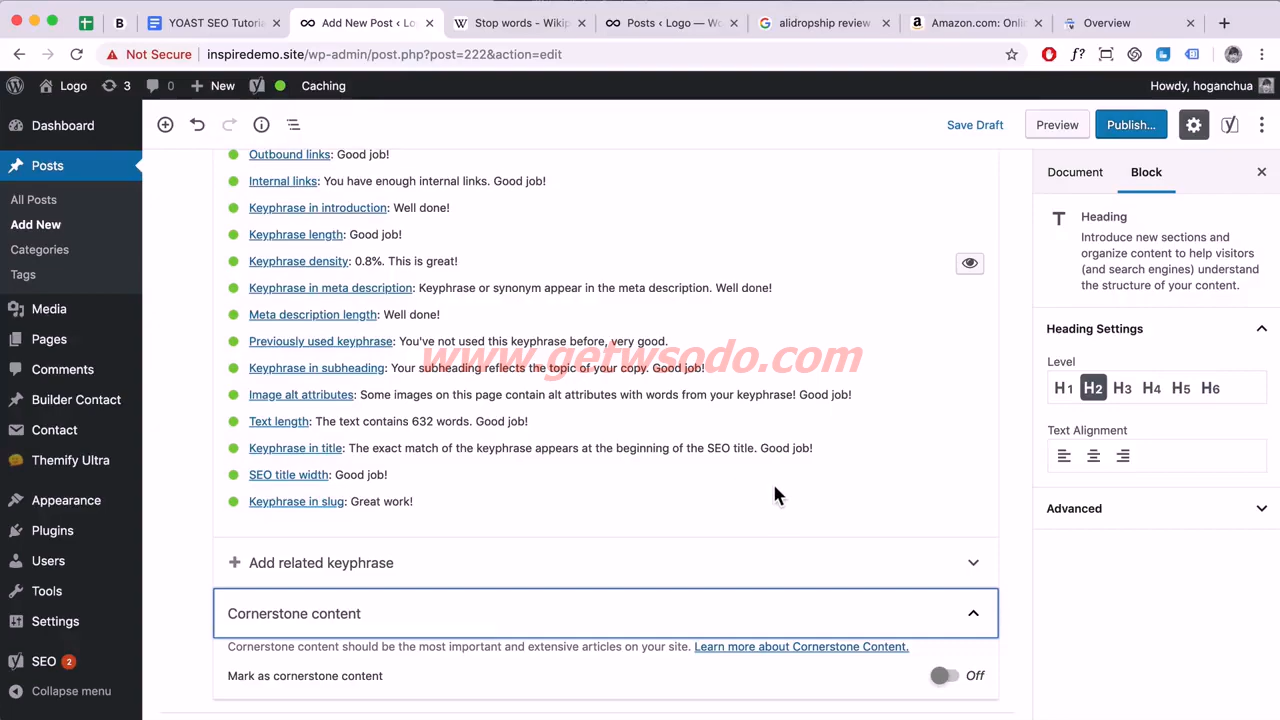 YOAST SEO Tutoria
Add New Post ‹ Lo
Stop words - Wikip
Posts ‹ Logo — Wo
alidropship review
Amazon.com: Onli
Overview
Not Secure
inspiredemo.site/wp-admin/post.php?post=222&action=edit
Logo
3
0
New
Caching
Howdy, hoganchua
Dashboard
Posts
All Posts
Add New
Categories
Tags
Media
Pages
Comments
Builder Contact
Contact
Themify Ultra
Appearance
Plugins
Users
Tools
Settings
SEO 2
Collapse menu
Save Draft
Preview
Publish...
Outbound links: Good job!
Internal links: You have enough internal links. Good job!
Keyphrase in introduction: Well done!
Keyphrase length: Good job!
Keyphrase density: 0.8%. This is great!
Keyphrase in meta description: Keyphrase or synonym appear in the meta description. Well done!
Meta description length: Well done!
Previously used keyphrase: You've not used this keyphrase before, very good.
www.getwsodo.com
Keyphrase in subheading: Your subheading reflects the topic of your copy. Good job!
Image alt attributes: Some images on this page contain alt attributes with words from your keyphrase! Good job!
Text length: The text contains 632 words. Good job!
Keyphrase in title: The exact match of the keyphrase appears at the beginning of the SEO title. Good job!
SEO title width: Good job!
Keyphrase in slug: Great work!
Add related keyphrase
Cornerstone content
Cornerstone content should be the most important and extensive articles on your site. Learn more about Cornerstone Content.
Mark as cornerstone content
Off
Document
Block
Heading
Introduce new sections and
organize content to help visitors
(and search engines) understand
the structure of your content.
Heading Settings
Level
H1 H2 H3 H4 H5 H6
Text Alignment
Advanced